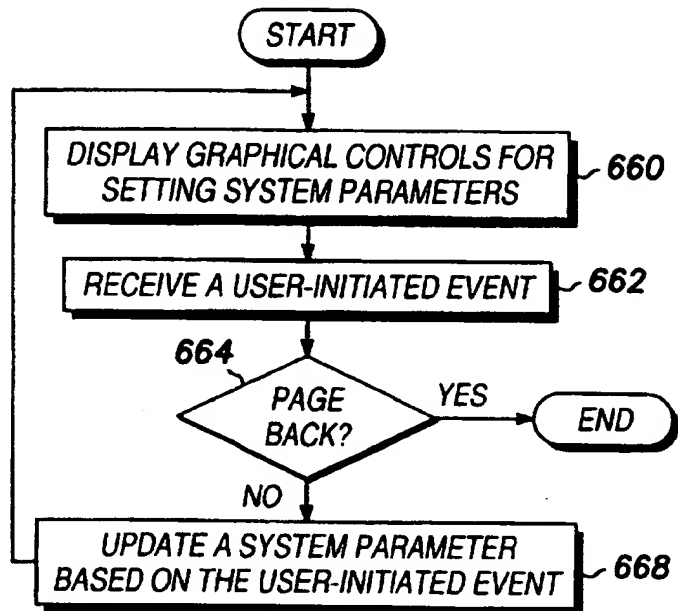 START
DISPLAY GRAPHICAL CONTROLS FOR
SETTING SYSTEM PARAMETERS
660
RECEIVE A USER-INITIATED EVENT
662
664
PAGE
BACK?
YES
END
NO
UPDATE A SYSTEM PARAMETER
BASED ON THE USER-INITIATED EVENT
668